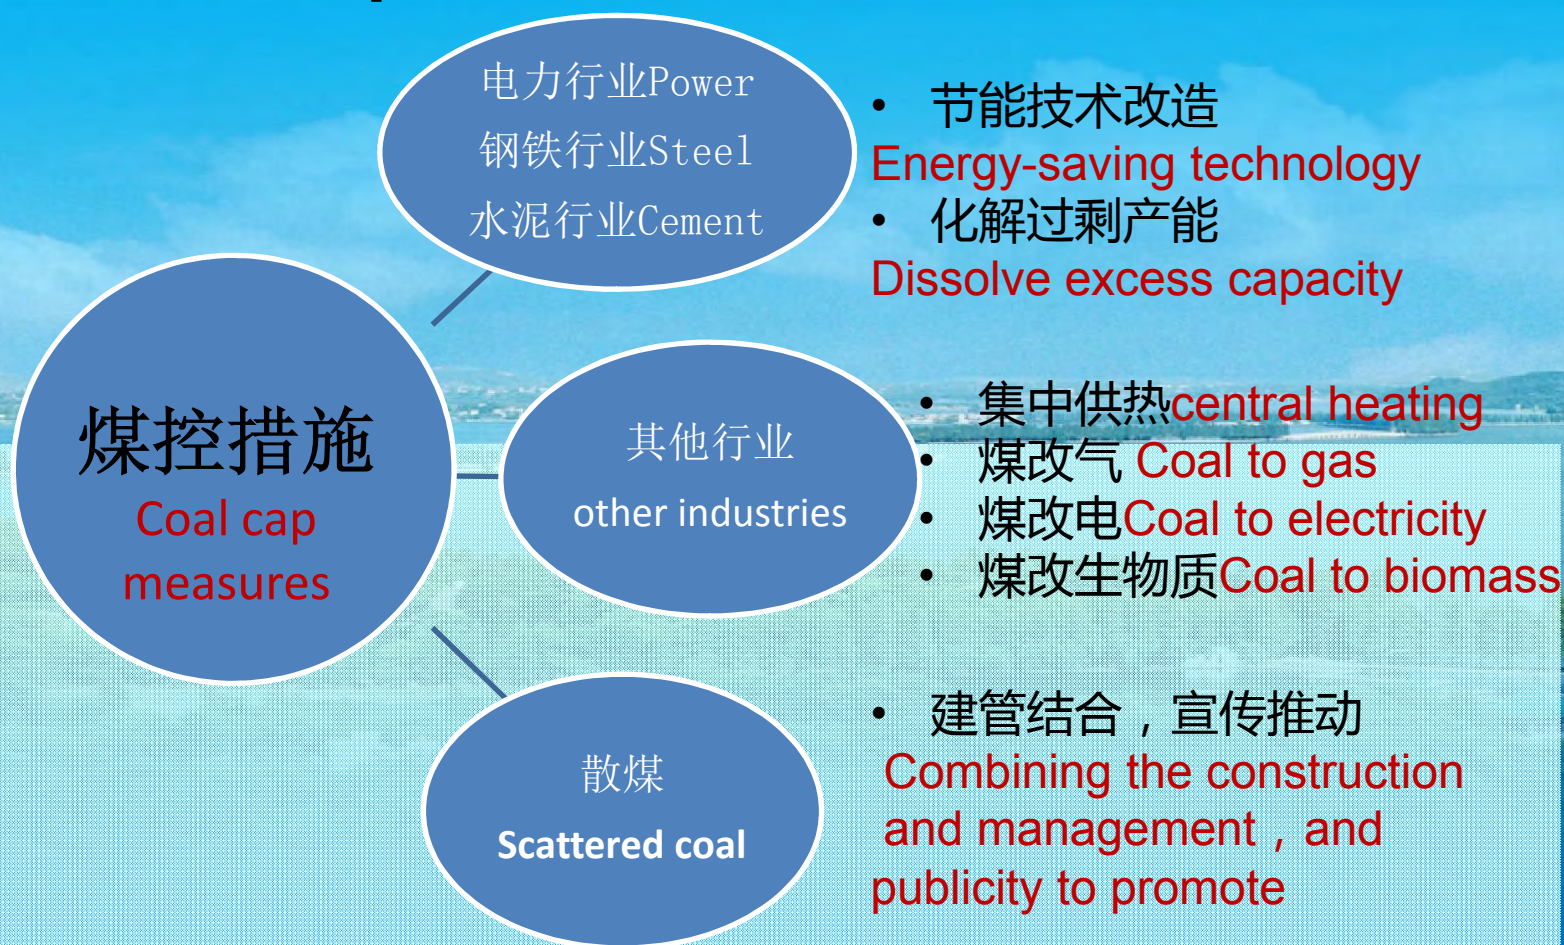 电力行业Power
钢铁行业Steel
水泥行业Cement
• 节能技术改造
Energy-saving technology
• 化解过剩产能
Dissolve excess capacity
煤控措施
Coal cap
measures
其他行业
other industries
• 集中供热central heating
• 煤改气 Coal to gas
• 煤改电Coal to electricity
• 煤改生物质Coal to biomass
散煤
Scattered coal
• 建管结合，宣传推动
Combining the construction
and management，and
publicity to promote